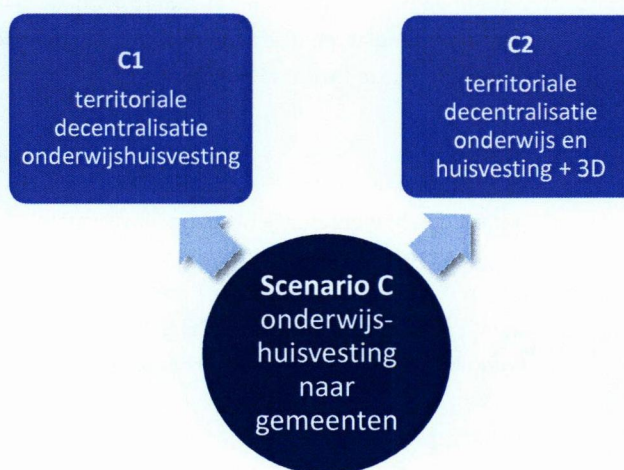 C1
territoriale
decentralisatie
onderwijshuisvesting
C2
territoriale
decentralisatie
onderwijs en
huisvesting + 3D
Scenario C
onderwijs-
huisvesting
naar
gemeenten